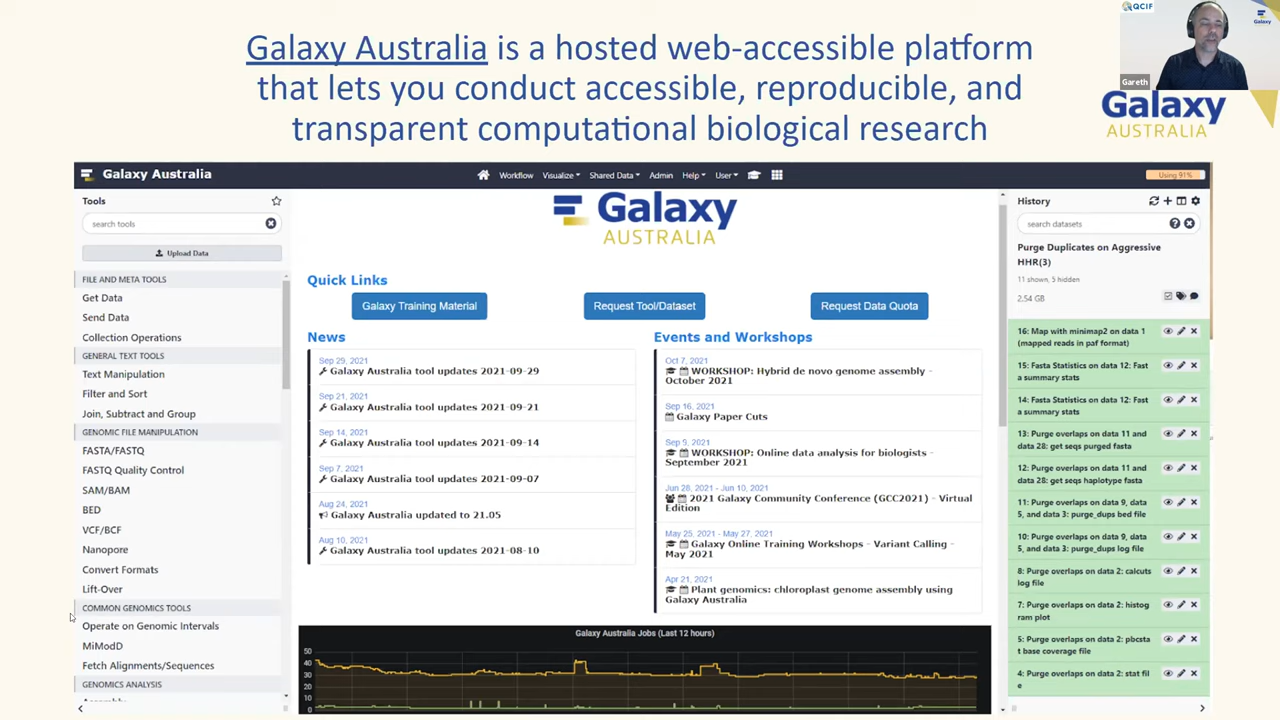 Galaxy Australia is a hosted web-accessible platform
that lets you conduct accessible, reproducible, and
transparent computational biological research
QCIF
Galaxy
Gareth
Galaxy
AUSTRALIA
Galaxy Australia
Workflow
Visualize
Shared Data
Admin
Help
User
Using 91%
Tools
search tools
Upload Data
FILE AND META TOOLS
Get Data
Send Data
Collection Operations
GENERAL TEXT TOOLS
Text Manipulation
Filter and Sort
Join, Subtract and Group
GENOMIC FILE MANIPULATION
FASTA/FASTQ
FASTQ Quality Control
SAM/BAM
BED
VCF/BCF
Nanopore
Convert Formats
Lift-Over
COMMON GENOMICS TOOLS
Operate on Genomic Intervals
MiModD
Fetch Alignments/Sequences
GENOMICS ANALYSIS
Galaxy
AUSTRALIA
Quick Links
Galaxy Training Material
Request Tool/Dataset
Request Data Quota
News
Sep 29, 2021
Galaxy Australia tool updates 2021-09-29
Sep 21, 2021
Galaxy Australia tool updates 2021-09-21
Sep 14, 2021
Galaxy Australia tool updates 2021-09-14
Sep 7, 2021
Galaxy Australia tool updates 2021-09-07
Aug 24, 2021
Galaxy Australia updated to 21.05
Aug 10, 2021
Galaxy Australia tool updates 2021-08-10
Events and Workshops
Oct 7, 2021
WORKSHOP: Hybrid de novo genome assembly -
October 2021
Sep 16, 2021
Galaxy Paper Cuts
Sep 9, 2021
WORKSHOP: Online data analysis for biologists -
September 2021
Jun 28, 2021 - Jun 10, 2021
2021 Galaxy Community Conference (GCC2021) - Virtual
Edition
May 25, 2021 - May 27, 2021
Galaxy Online Training Workshops - Variant Calling -
May 2021
Apr 21, 2021
Plant genomics: chloroplast genome assembly using
Galaxy Australia
Galaxy Australia Jobs (Last 12 hours)
50
40
30
20
10
0
History
search datasets
Purge Duplicates on Aggressive
HHR(3)
11 shown, 5 hidden
2.54 GB
16: Map with minimap2 on data 1
(mapped reads in paf format)
15: Fasta Statistics on data 12: Fast
a summary stats
14: Fasta Statistics on data 12: Fast
a summary stats
13: Purge overlaps on data 11 and
data 28: get seqs purged fasta
12: Purge overlaps on data 11 and
data 28: get seqs haplotype fasta
11: Purge overlaps on data 9, data
5, and data 3: purge_dups bed file
10: Purge overlaps on data 9, data
5, and data 3: purge_dups log file
8: Purge overlaps on data 2: calcuts
log file
7: Purge overlaps on data 2: histog
ram plot
5: Purge overlaps on data 2: pbcsta
t base coverage file
4: Purge overlaps on data 2: stat fil
e